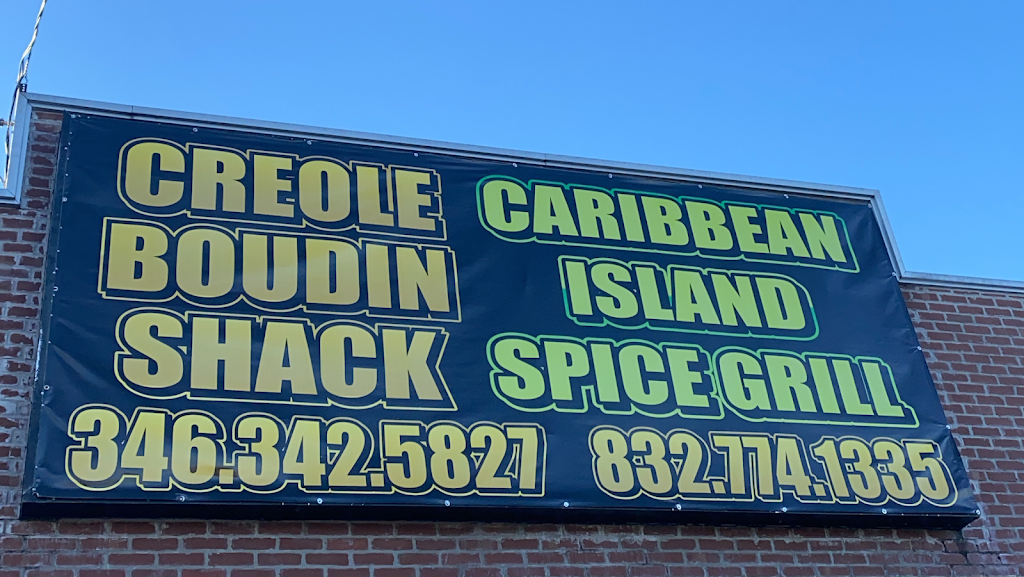 CREOLE
BOUDIN
SHACK
346.342.5827
CARIBBEAN
ISLAND
SPICE GRILL
832.774.1335